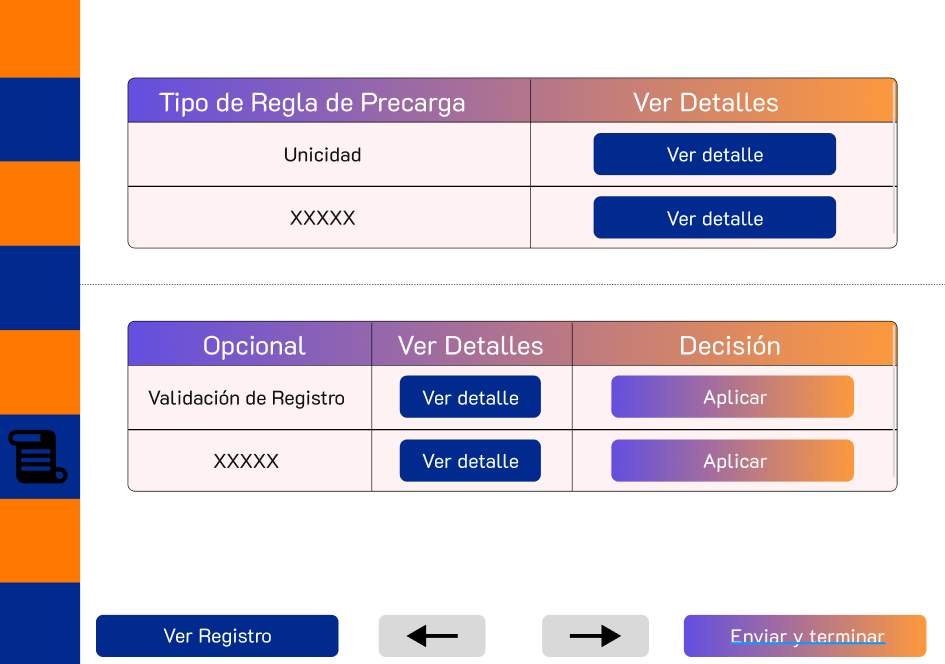 Tipo de Regla de Precarga Ver Detalles
Unicidad Ver detalle
XXXXX Ver detalle
Opcional Ver Detalles Decisión
Validación de Registro Ver detalle Aplicar
XXXXX Ver detalle Aplicar
Ver Registro Enviar y terminar